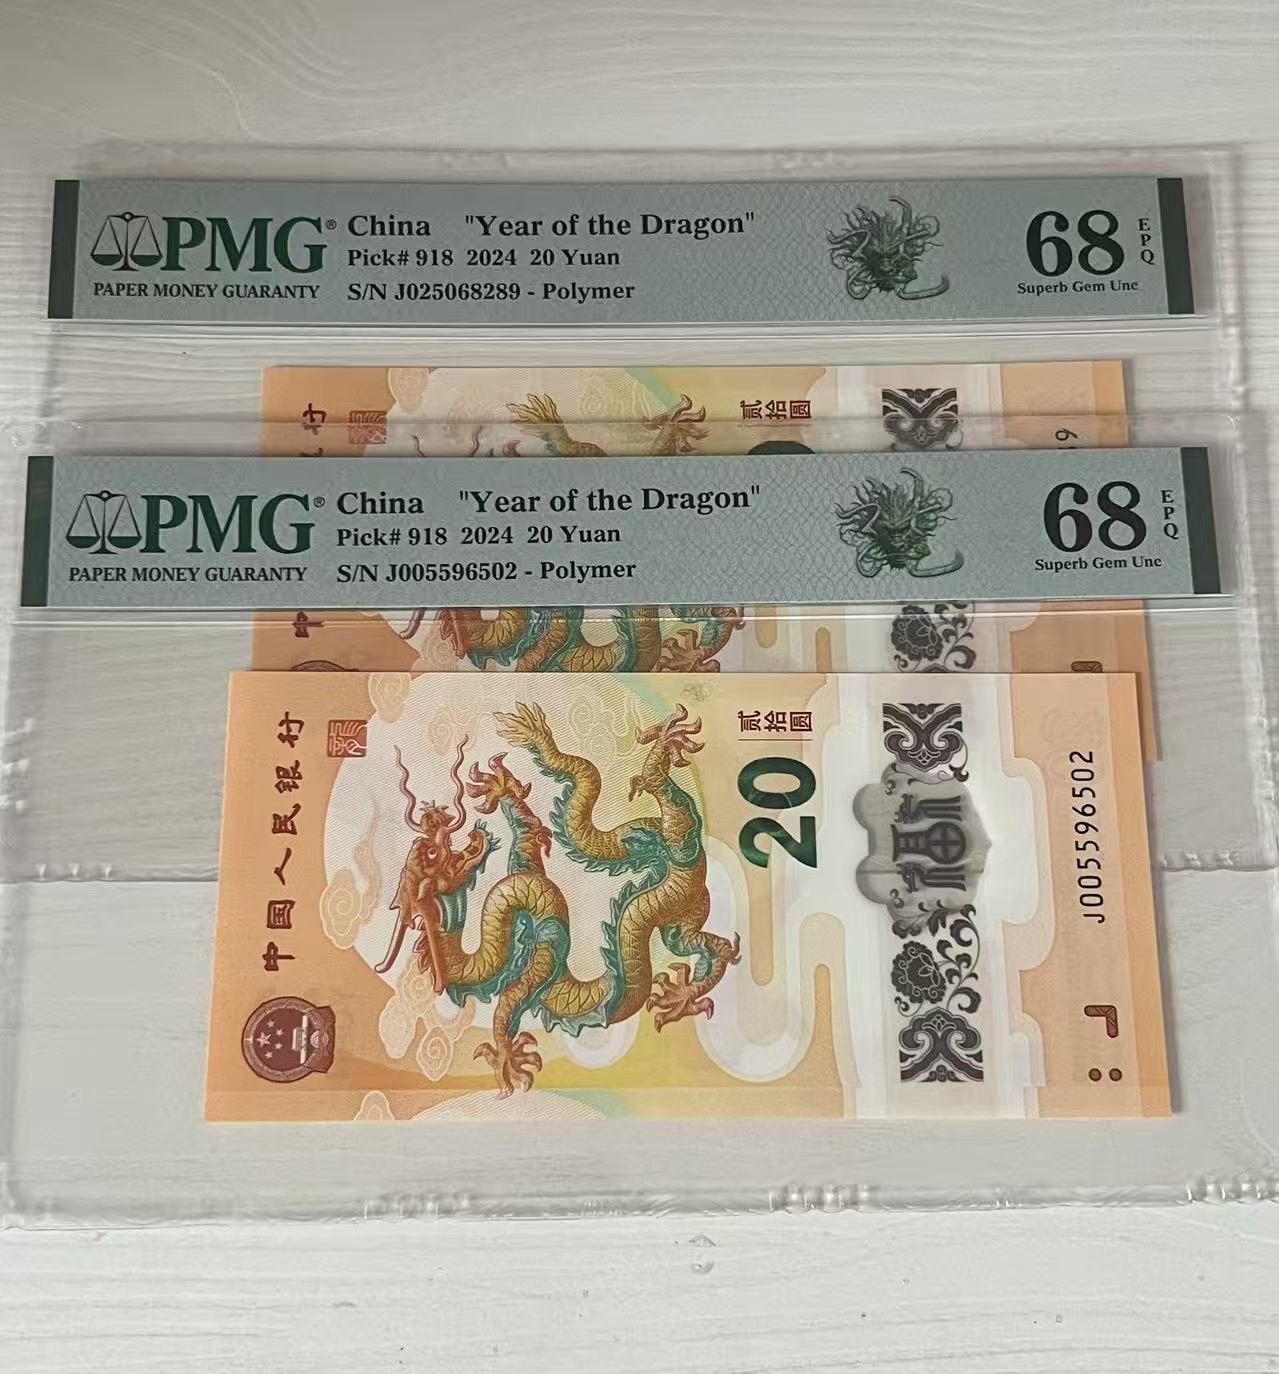 PMG®
PAPER MONEY GUARANTY
China "Year of the Dragon"
Pick# 918 2024 20 Yuan
S/N J025068289 - Polymer
68
EPQ
Superb Gem Unc
行
贰拾圆
PMG®
PAPER MONEY GUARANTY
China "Year of the Dragon"
Pick# 918 2024 20 Yuan
S/N J005596502 - Polymer
68
EPQ
Superb Gem Unc
中
中国人民银行
贰拾圆
20
J005596502